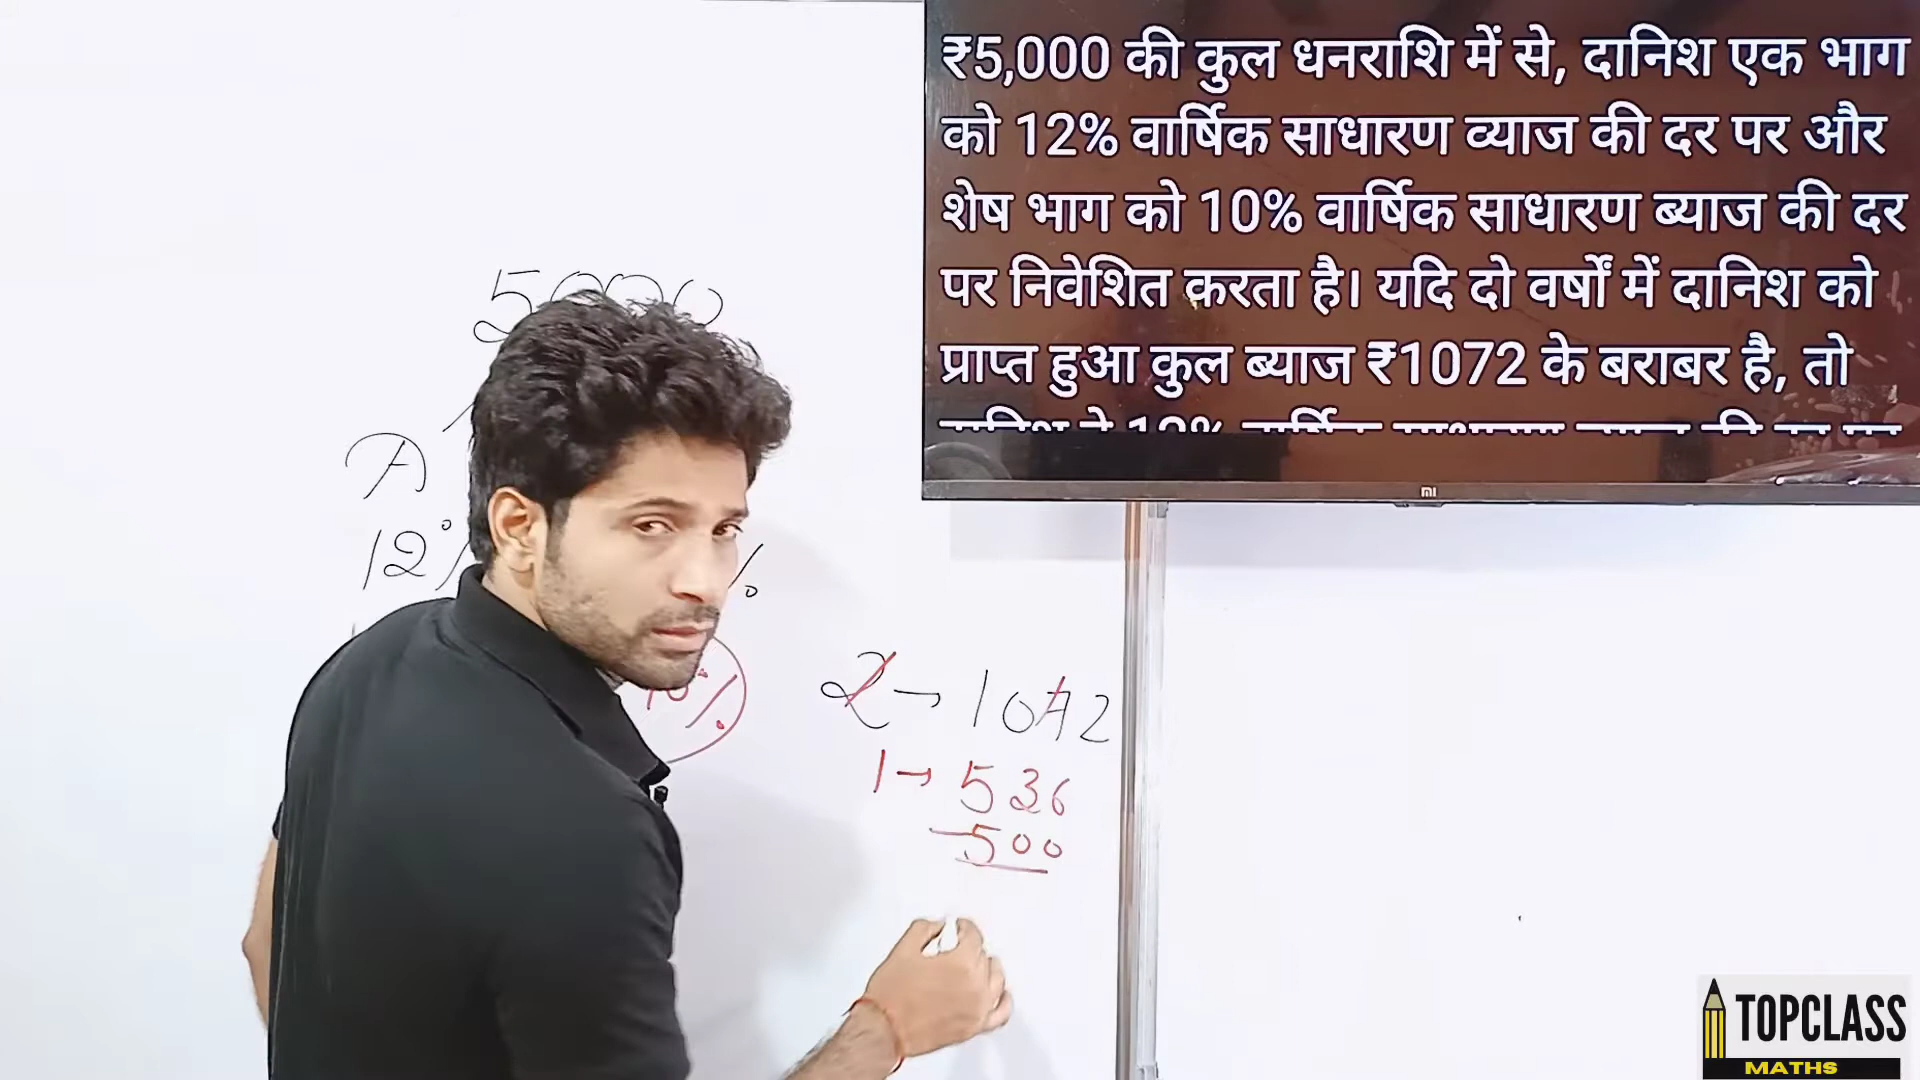 ₹5,000 की कुल धनराशि में से, दानिश एक भाग
को 12% वार्षिक साधारण व्याज की दर पर और
शेष भाग को 10% वार्षिक साधारण ब्याज की दर
पर निवेशित करता है। यदि दो वर्षों में दानिश को
प्राप्त हुआ कुल ब्याज ₹1072 के बराबर है, तो
5000
A
12%
%
10%
2→1072
1→536
-500
mi
TOPCLASS
MATHS